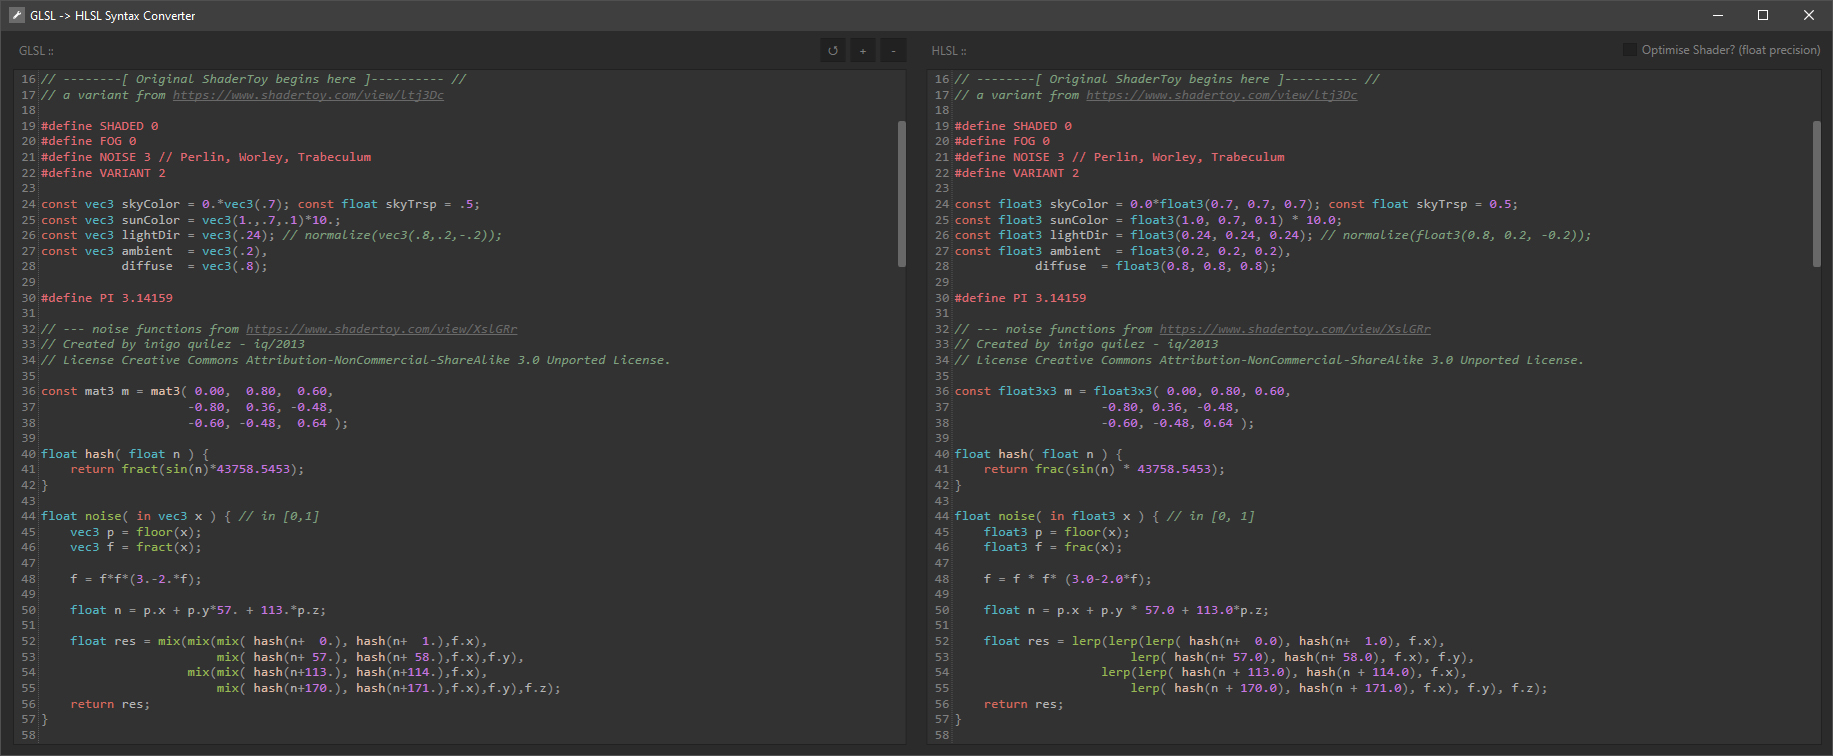 GLSL -> HLSL Syntax Converter
GLSL ::
+
-
16 // --------[ Original ShaderToy begins here ]---------- //
17 // a variant from https://www.shadertoy.com/view/ltj3Dc
18
19 #define SHADED 0
20 #define FOG 0
21 #define NOISE 3 // Perlin, Worley, Trabeculum
22 #define VARIANT 2
23
24 const vec3 skyColor = 0.*vec3(.7); const float skyTrsp = .5;
25 const vec3 sunColor = vec3(1.,.7,.1)*10.;
26 const vec3 lightDir = vec3(.24); // normalize(vec3(.8,.2,-.2));
27 const vec3 ambient  = vec3(.2),
28            diffuse  = vec3(.8);
29
30 #define PI 3.14159
31
32 // --- noise functions from https://www.shadertoy.com/view/XslGRr
33 // Created by inigo quilez - iq/2013
34 // License Creative Commons Attribution-NonCommercial-ShareAlike 3.0 Unported License.
35
36 const mat3 m = mat3( 0.00,  0.80,  0.60,
37                     -0.80,  0.36, -0.48,
38                     -0.60, -0.48,  0.64 );
39
40 float hash( float n ) {
41     return fract(sin(n)*43758.5453);
42 }
43
44 float noise( in vec3 x ) { // in [0,1]
45     vec3 p = floor(x);
46     vec3 f = fract(x);
47
48     f = f*f*(3.-2.*f);
49
50     float n = p.x + p.y*57. + 113.*p.z;
51
52     float res = mix(mix(mix( hash(n+  0.), hash(n+  1.),f.x),
53                         mix( hash(n+ 57.), hash(n+ 58.),f.x),f.y),
54                     mix(mix( hash(n+113.), hash(n+114.),f.x),
55                         mix( hash(n+170.), hash(n+171.),f.x),f.y),f.z);
56     return res;
57 }
58
HLSL ::
Optimise Shader? (float precision)
16 // --------[ Original ShaderToy begins here ]---------- //
17 // a variant from https://www.shadertoy.com/view/ltj3Dc
18
19 #define SHADED 0
20 #define FOG 0
21 #define NOISE 3 // Perlin, Worley, Trabeculum
22 #define VARIANT 2
23
24 const float3 skyColor = 0.0*float3(0.7, 0.7, 0.7); const float skyTrsp = 0.5;
25 const float3 sunColor = float3(1.0, 0.7, 0.1) * 10.0;
26 const float3 lightDir = float3(0.24, 0.24, 0.24); // normalize(float3(0.8, 0.2, -0.2));
27 const float3 ambient  = float3(0.2, 0.2, 0.2),
28            diffuse  = float3(0.8, 0.8, 0.8);
29
30 #define PI 3.14159
31
32 // --- noise functions from https://www.shadertoy.com/view/XslGRr
33 // Created by inigo quilez - iq/2013
34 // License Creative Commons Attribution-NonCommercial-ShareAlike 3.0 Unported License.
35
36 const float3x3 m = float3x3( 0.00, 0.80, 0.60,
37                     -0.80, 0.36, -0.48,
38                     -0.60, -0.48, 0.64 );
39
40 float hash( float n ) {
41     return frac(sin(n) * 43758.5453);
42 }
43
44 float noise( in float3 x ) { // in [0, 1]
45     float3 p = floor(x);
46     float3 f = frac(x);
47
48     f = f * f* (3.0-2.0*f);
49
50     float n = p.x + p.y * 57.0 + 113.0*p.z;
51
52     float res = lerp(lerp(lerp( hash(n+  0.0), hash(n+  1.0), f.x),
53                         lerp( hash(n+ 57.0), hash(n+ 58.0), f.x), f.y),
54                     lerp(lerp( hash(n + 113.0), hash(n + 114.0), f.x),
55                         lerp( hash(n + 170.0), hash(n + 171.0), f.x), f.y), f.z);
56     return res;
57 }
58